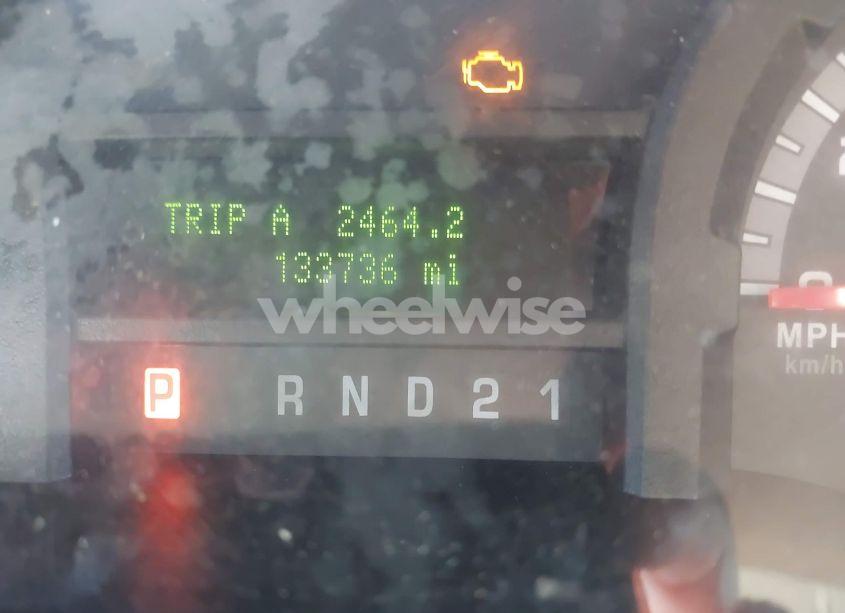 TRIP A 2464.2
133736 mi
wheelwise
P R N D 2 1
MPH
km/h